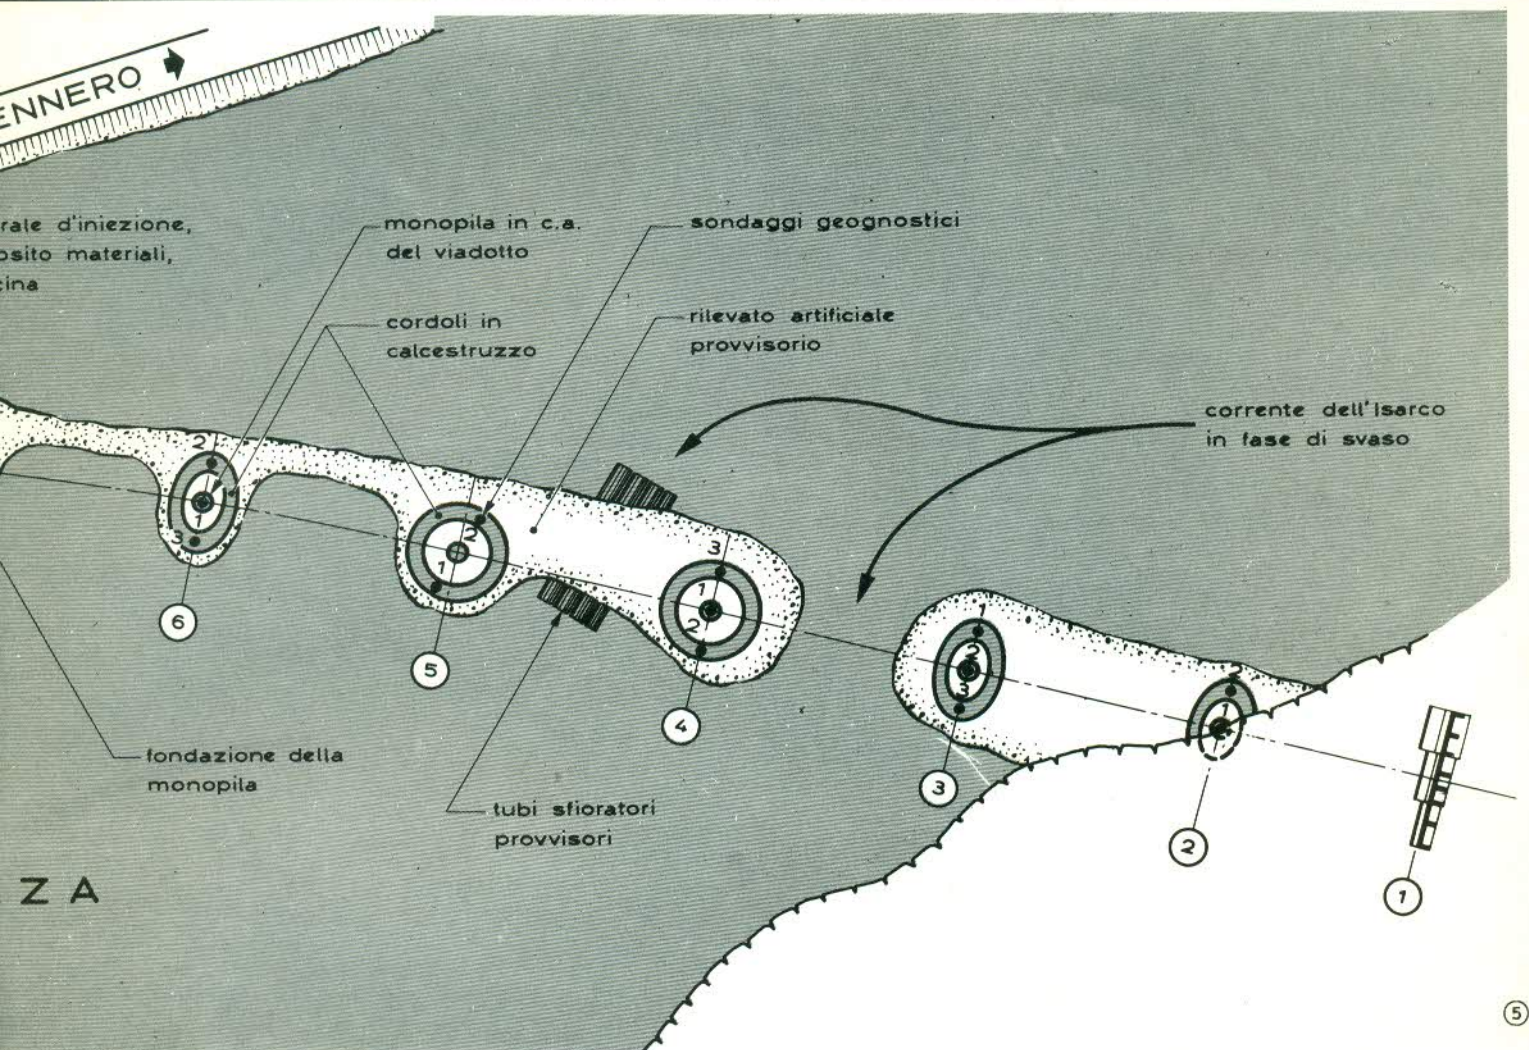 ENNERO
rale d'iniezione,
osito materiali,
cina
monopila in c.a.
del viadotto
sondaggi geognostici
cordoli in
calcestruzzo
rilevato artificiale
provvisorio
corrente dell'Isarco
in fase di svaso
2
1
3
6
2
1
5
3
1
2
4
1
2
3
3
2
1
2
1
fondazione della
monopila
tubi sfioratori
provvisori
ZA
5